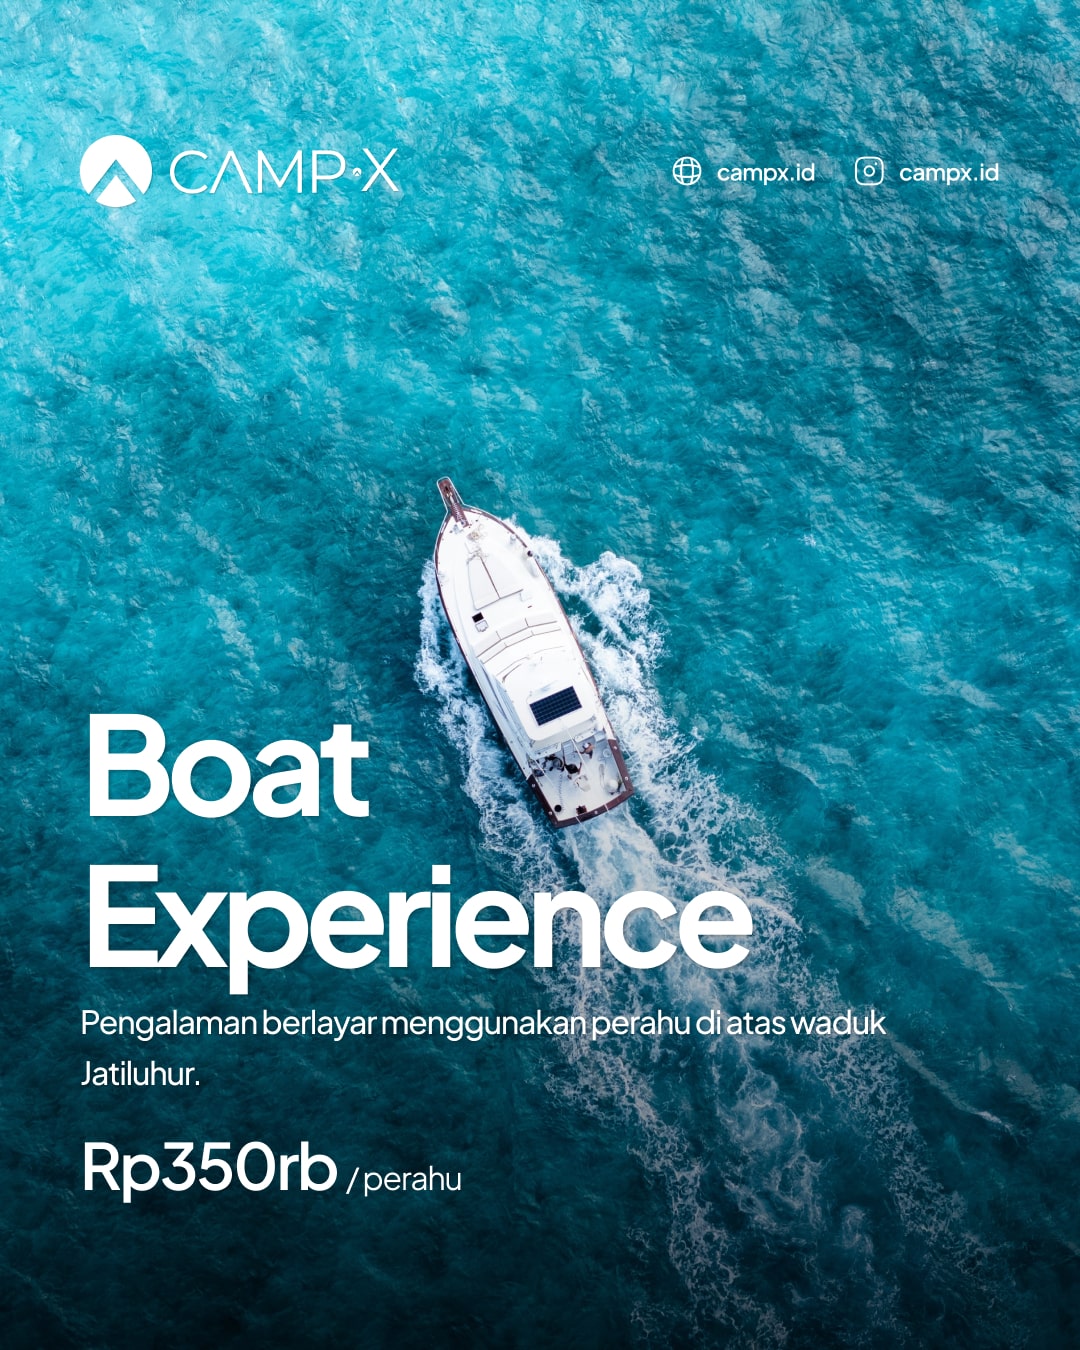 CAMP X
campx.id
campx.id
Boat
Experience
Pengalaman berlayar menggunakan perahu di atas waduk
Jatiluhur.
Rp350rb / perahu